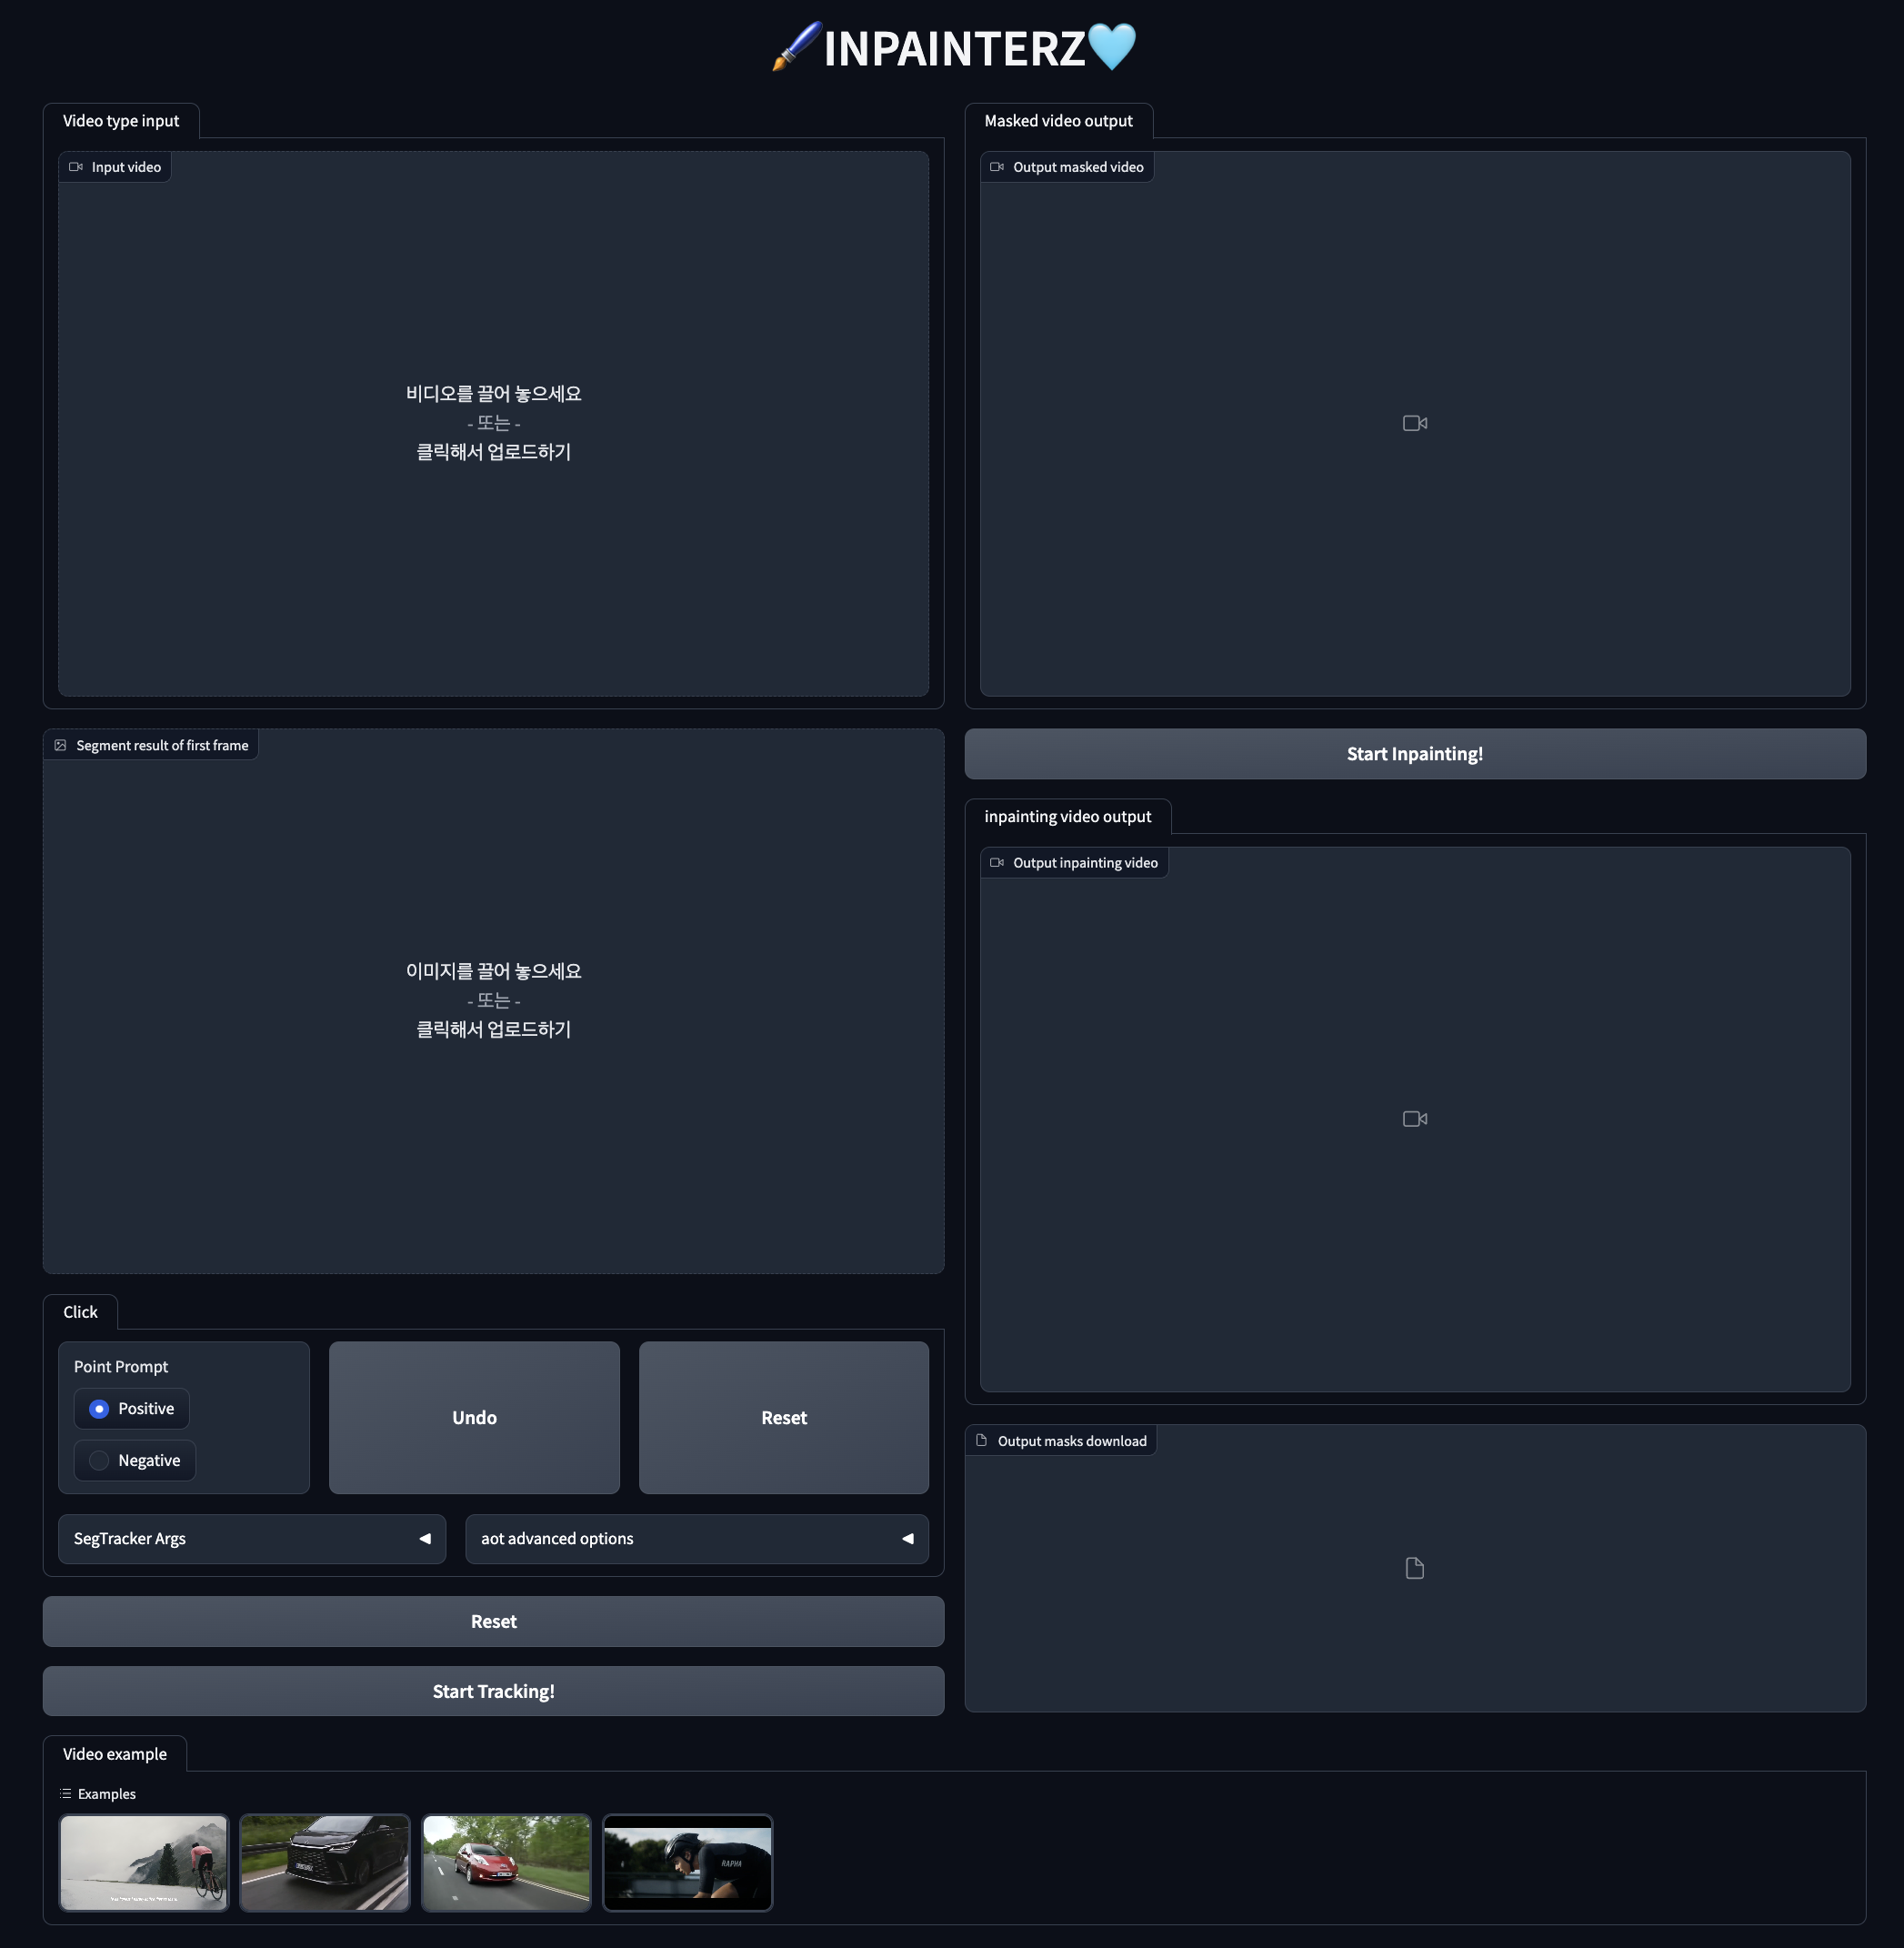 🖌️INPAINTERZ🩵
Video type input
Input video
비디오를 끌어 놓으세요
- 또는 -
클릭해서 업로드하기
Segment result of first frame
이미지를 끌어 놓으세요
- 또는 -
클릭해서 업로드하기
Click
Point Prompt
Positive
Negative
Undo
Reset
SegTracker Args
aot advanced options
Reset
Start Tracking!
Masked video output
Output masked video
Start Inpainting!
inpainting video output
Output inpainting video
Output masks download
Video example
Examples
RAPHA